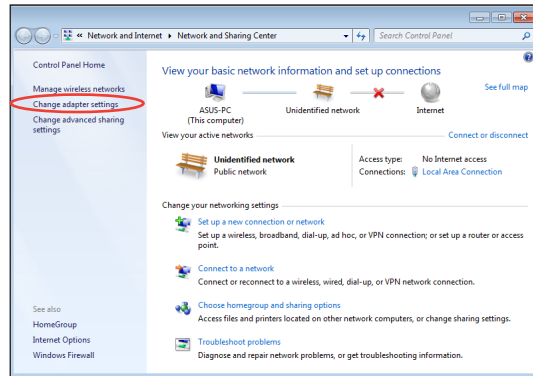 « Network and Internet ▸ Network and Sharing Center
Search Control Panel
Control Panel Home
Manage wireless networks
Change adapter settings
Change advanced sharing
settings
View your basic network information and set up connections
See full map
ASUS-PC
(This computer)
Unidentified network
Internet
View your active networks
Connect or disconnect
Unidentified network
Public network
Access type: No Internet access
Connections: Local Area Connection
Change your networking settings
Set up a new connection or network
Set up a wireless, broadband, dial-up, ad hoc, or VPN connection; or set up a router or access
point.
Connect to a network
Connect or reconnect to a wireless, wired, dial-up, or VPN network connection.
Choose homegroup and sharing options
Access files and printers located on other network computers, or change sharing settings.
Troubleshoot problems
Diagnose and repair network problems, or get troubleshooting information.
See also
HomeGroup
Internet Options
Windows Firewall